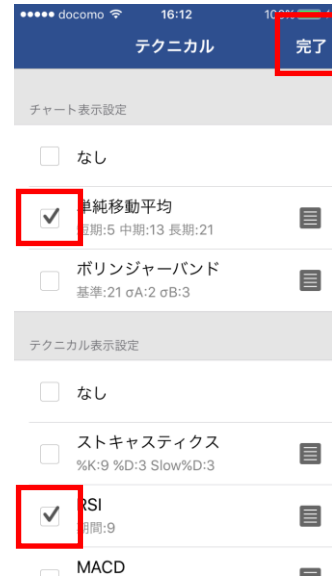 docomo 16:12 100%
テクニカル 完了
チャート表示設定
なし
単純移動平均
短期:5 中期:13 長期:21
ボリンジャーバンド
基準:21 σA:2 σB:3
テクニカル表示設定
なし
ストキャスティクス
%K:9 %D:3 Slow%D:3
RSI
期間:9
MACD